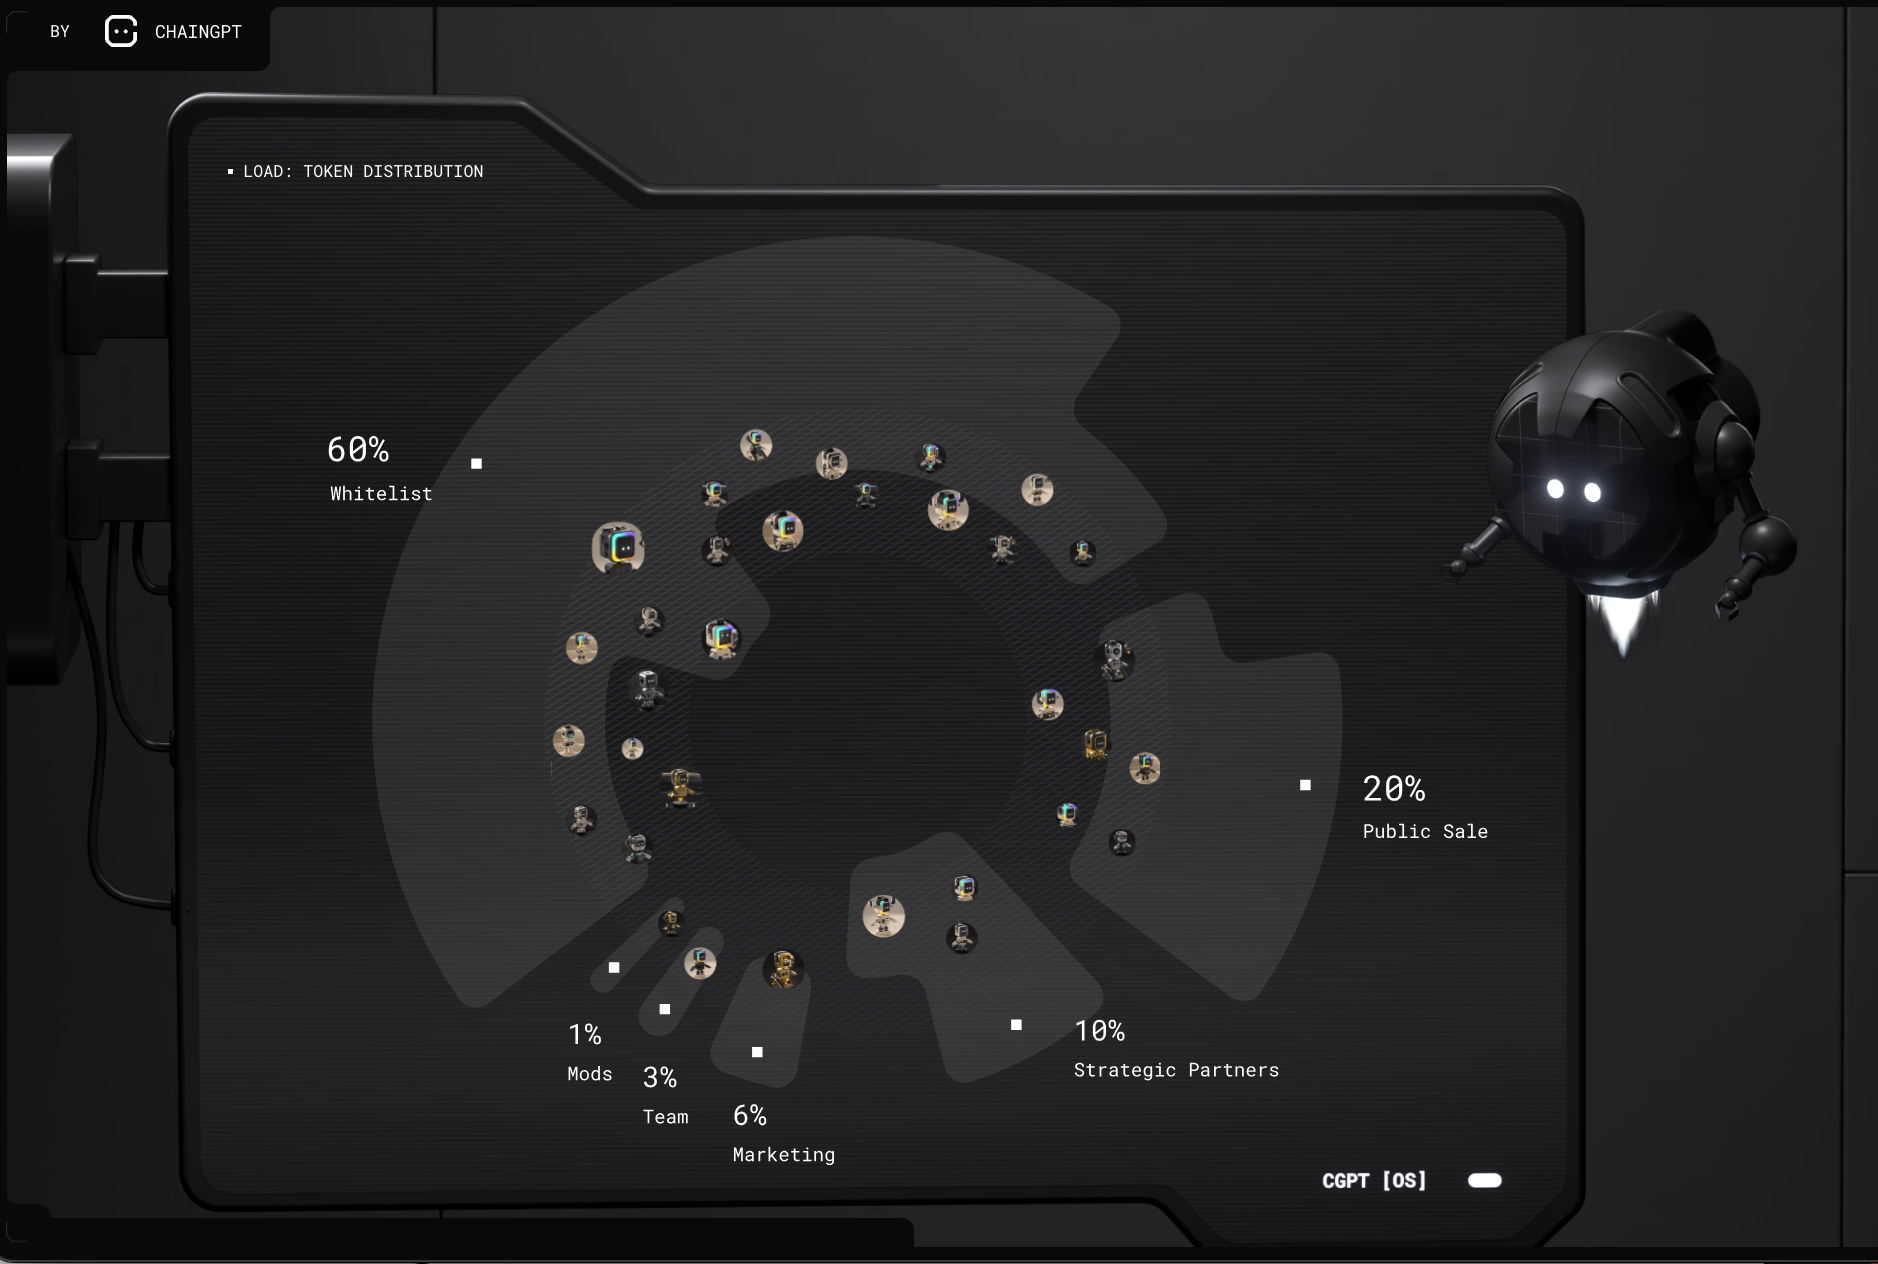 BY CHAINGPT
LOAD: TOKEN DISTRIBUTION
60%
Whitelist
20%
Public Sale
10%
Strategic Partners
1%
Mods
3%
Team
6%
Marketing
CGPT [OS]